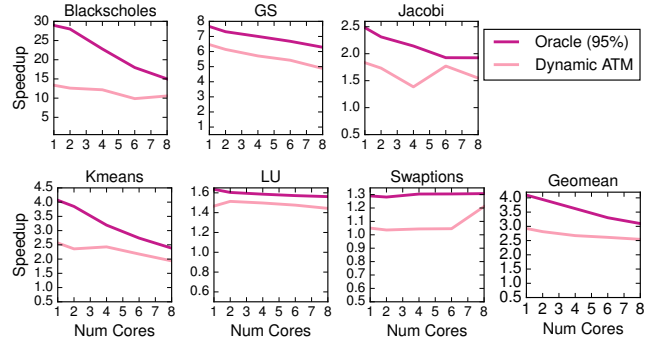 Blackscholes
GS
Jacobi
Speedup
30
25
20
15
10
5
1 2 3 4 5 6 7 8
8
7
6
5
4
3
2
1
1 2 3 4 5 6 7 8
2.5
2.0
1.5
1.0
0.5
1 2 3 4 5 6 7 8
Oracle (95%)
Dynamic ATM
Kmeans
LU
Swaptions
Geomean
Speedup
4.5
4.0
3.5
3.0
2.5
2.0
1.5
1.0
0.5
1 2 3 4 5 6 7 8
Num Cores
1.6
1.4
1.2
1.0
0.8
0.6
1 2 3 4 5 6 7 8
Num Cores
1.3
1.2
1.1
1.0
0.9
0.8
0.7
0.6
0.5
1 2 3 4 5 6 7 8
Num Cores
4.0
3.5
3.0
2.5
2.0
1.5
1.0
0.5
1 2 3 4 5 6 7 8
Num Cores